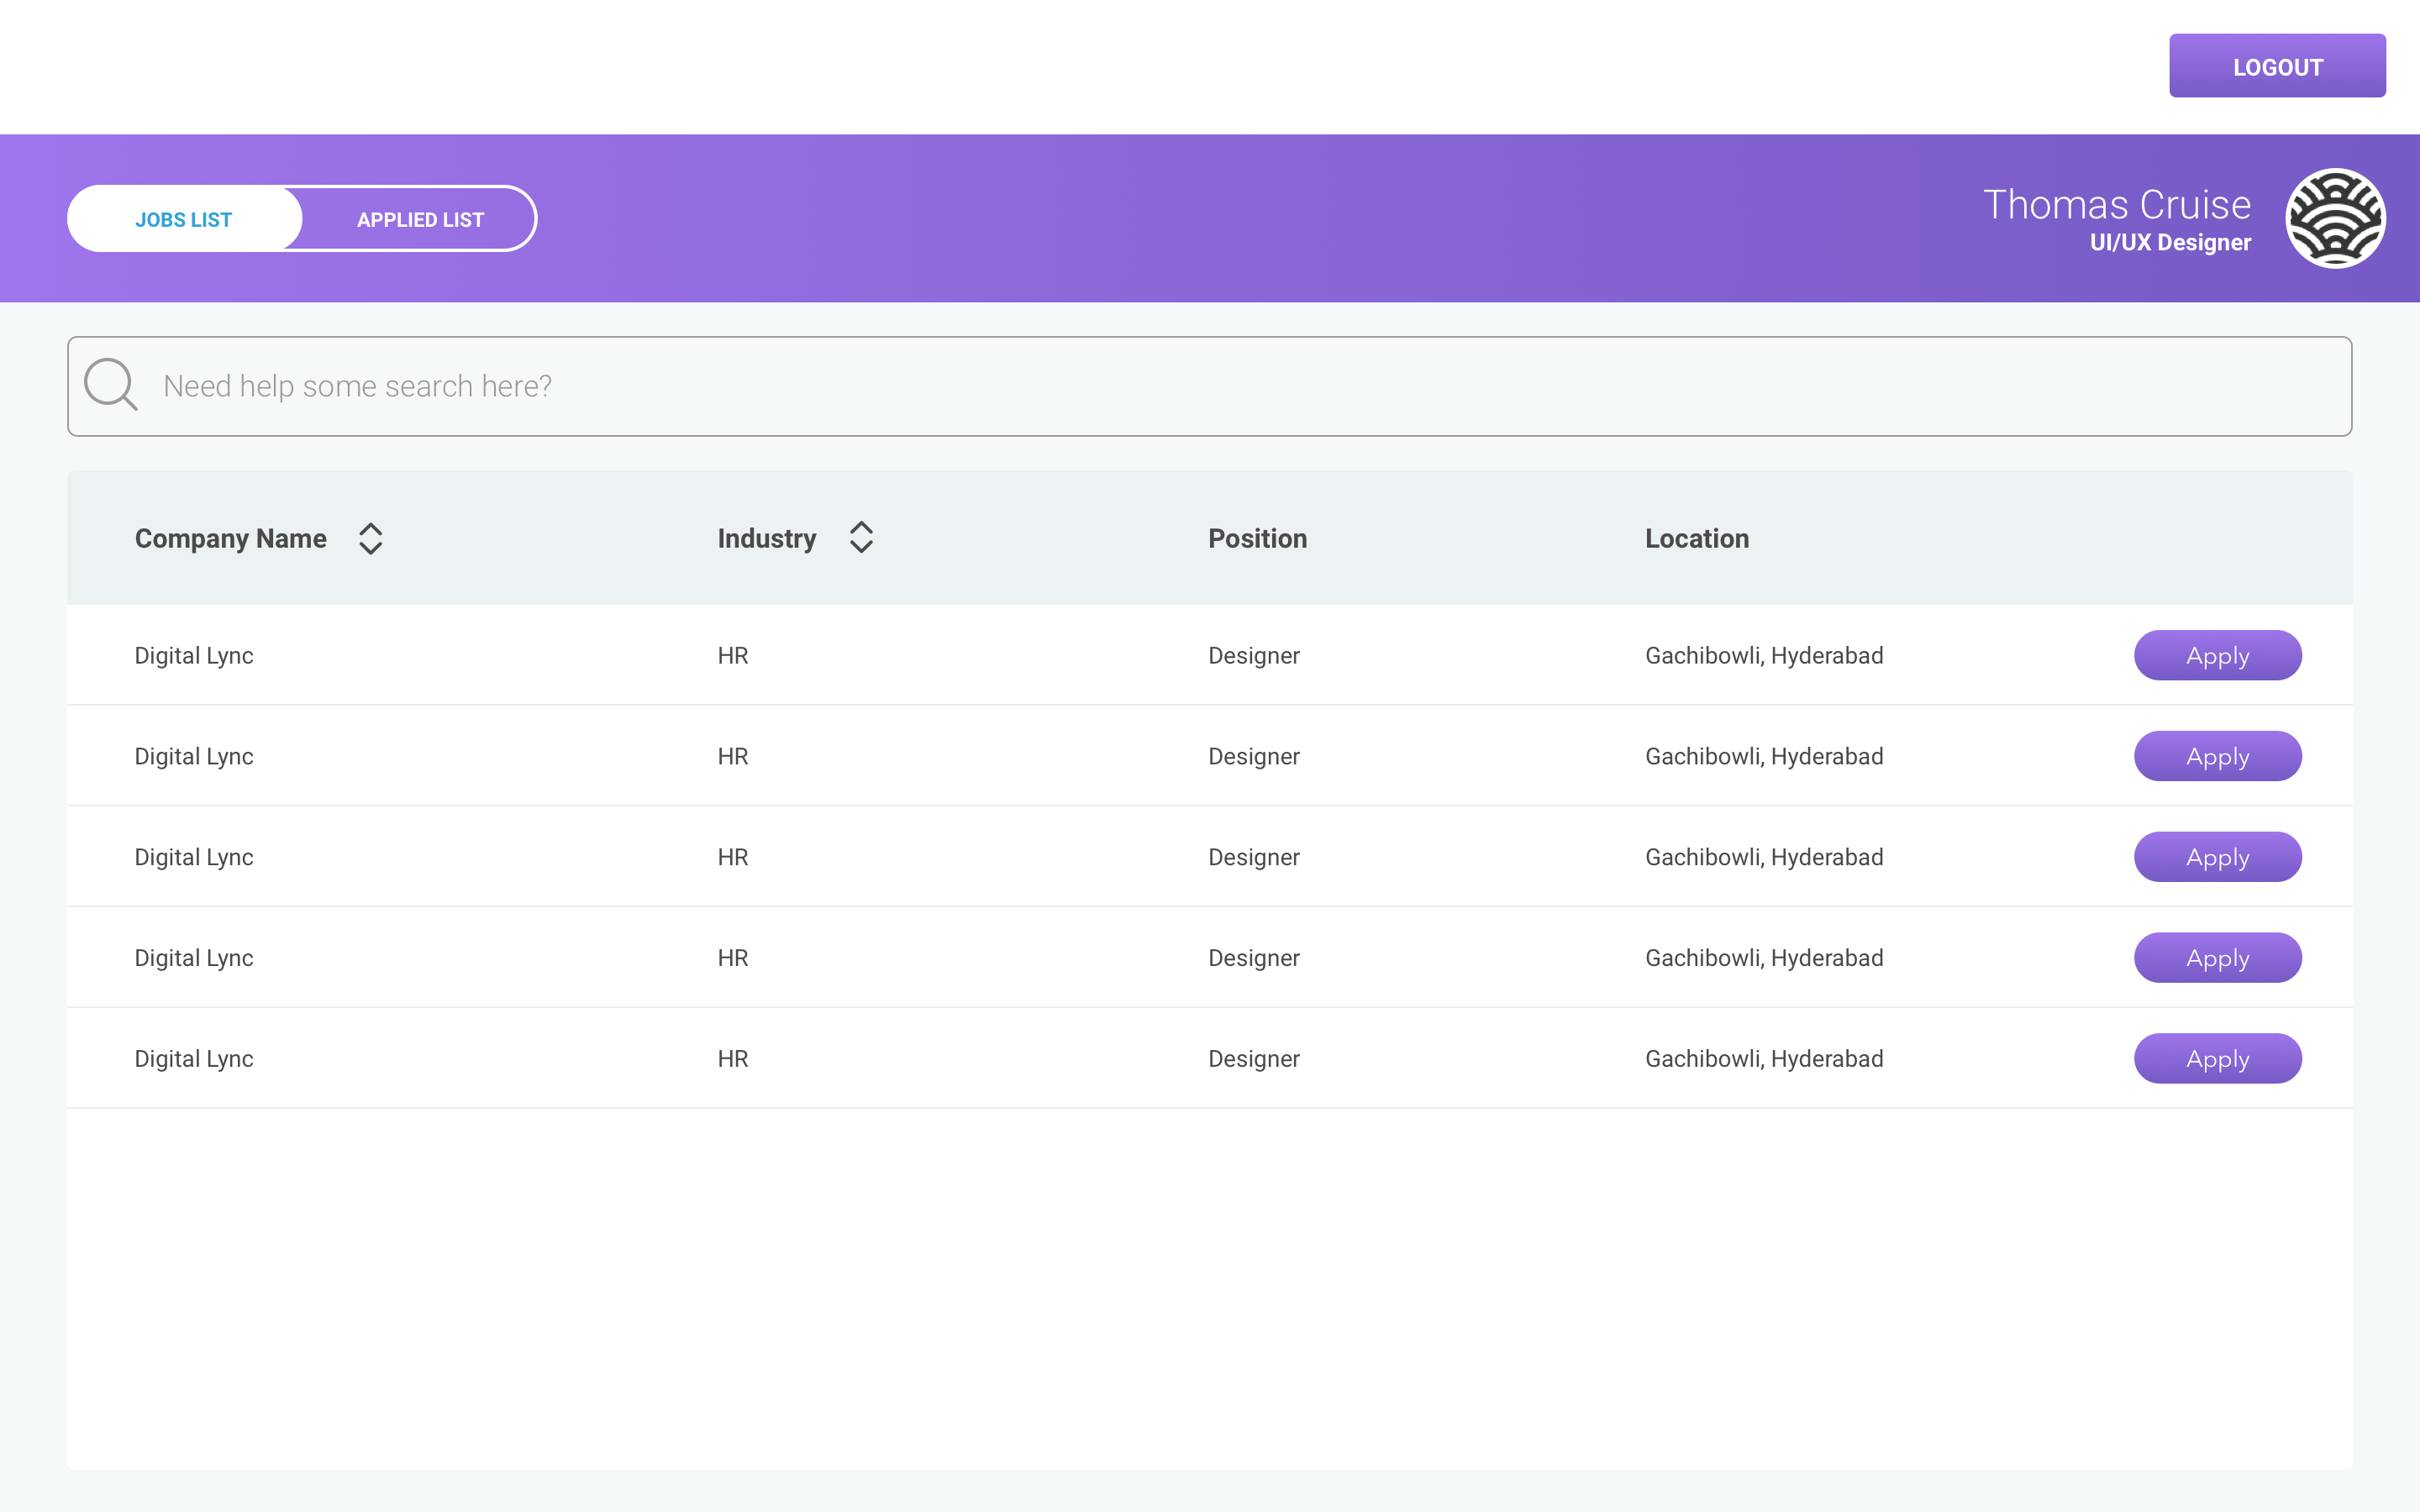 LOGOUT
JOBS LIST APPLIED LIST
Thomas Cruise
UI/UX Designer
Need help some search here?
Company Name Industry Position Location
Digital Lync HR Designer Gachibowli, Hyderabad Apply
Digital Lync HR Designer Gachibowli, Hyderabad Apply
Digital Lync HR Designer Gachibowli, Hyderabad Apply
Digital Lync HR Designer Gachibowli, Hyderabad Apply
Digital Lync HR Designer Gachibowli, Hyderabad Apply